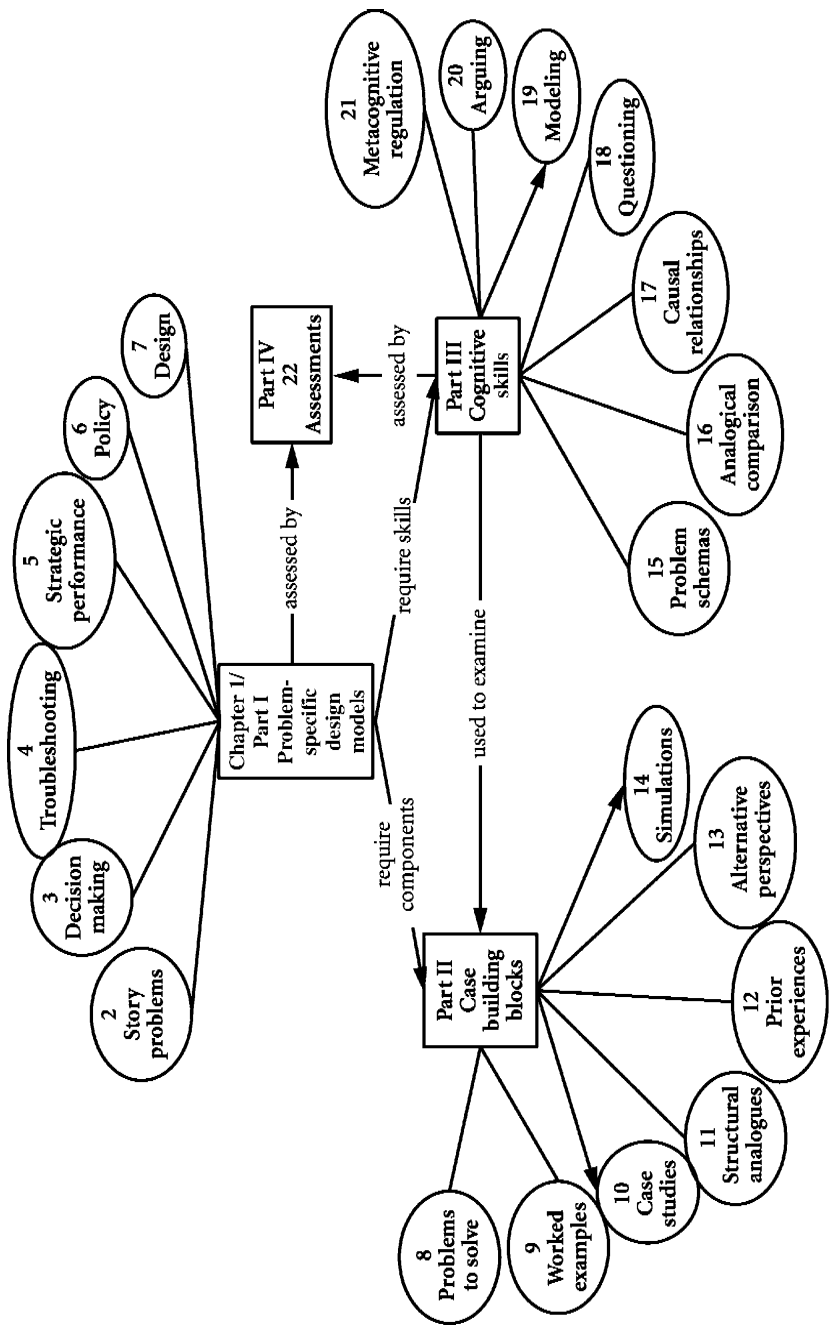 2
Story
problems
3
Decision
making
4
Troubleshooting
5
Strategic
performance
6
Policy
7
Design
Chapter 1/
Part I
Problem-
specific
design
models
assessed by
Part IV
22
Assessments
require
components
require skills
assessed by
Part II
Case
building
blocks
used to examine
Part III
Cognitive
skills
8
Problems
to solve
9
Worked
examples
10
Case
studies
11
Structural
analogues
12
Prior
experiences
13
Alternative
perspectives
14
Simulations
15
Problem
schemas
16
Analogical
comparison
17
Causal
relationships
18
Questioning
19
Modeling
20
Arguing
21
Metacognitive
regulation